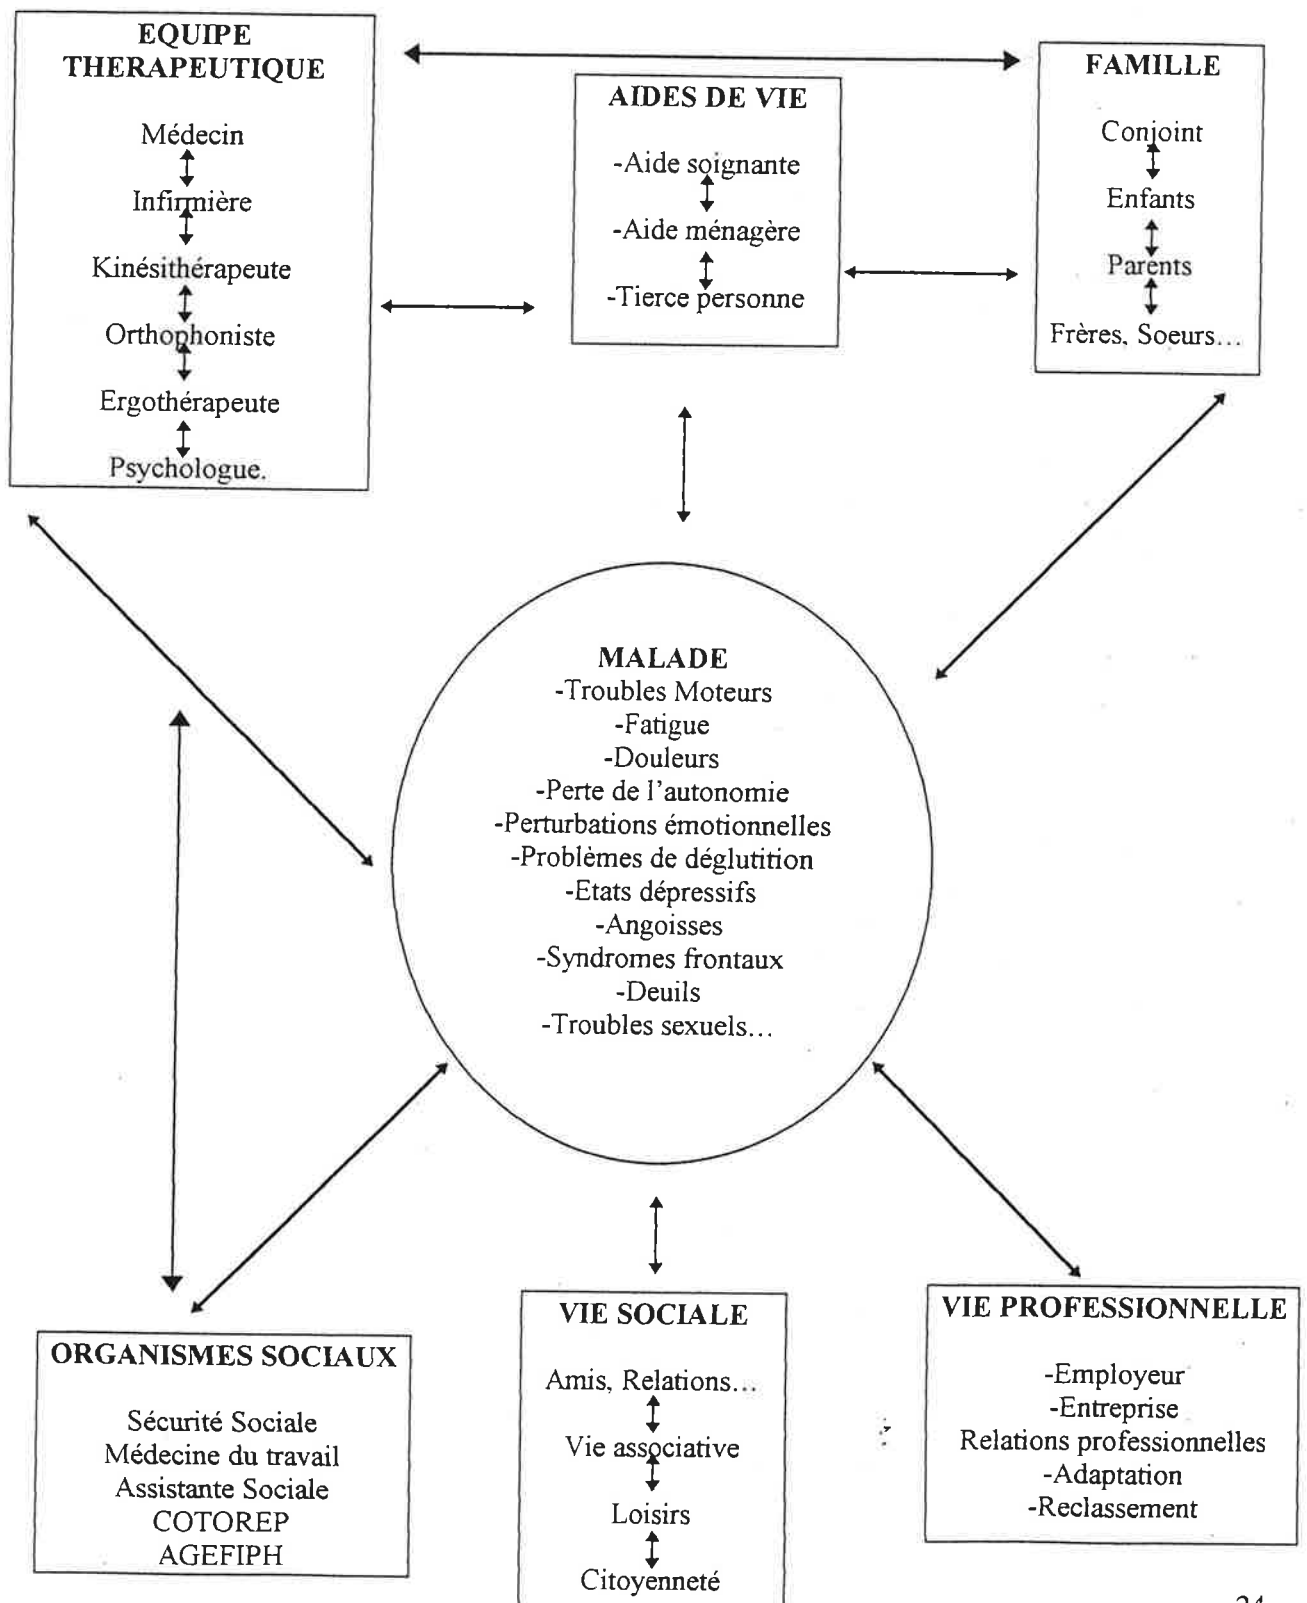 EQUIPE
THERAPEUTIQUE
Médecin
Infirmière
Kinésithérapeute
Orthophoniste
Ergothérapeute
Psychologue.
AIDES DE VIE
-Aide soignante
-Aide ménagère
-Tierce personne
FAMILLE
Conjoint
Enfants
Parents
Frères, Soeurs...
MALADE
-Troubles Moteurs
-Fatigue
-Douleurs
-Perte de l'autonomie
-Perturbations émotionnelles
-Problèmes de déglutition
-Etats dépressifs
-Angoisses
-Syndromes frontaux
-Deuils
-Troubles sexuels...
ORGANISMES SOCIAUX
Sécurité Sociale
Médecine du travail
Assistante Sociale
COTOREP
AGEFIPH
VIE SOCIALE
Amis, Relations...
Vie associative
Loisirs
Citoyenneté
VIE PROFESSIONNELLE
-Employeur
-Entreprise
Relations professionnelles
-Adaptation
-Reclassement